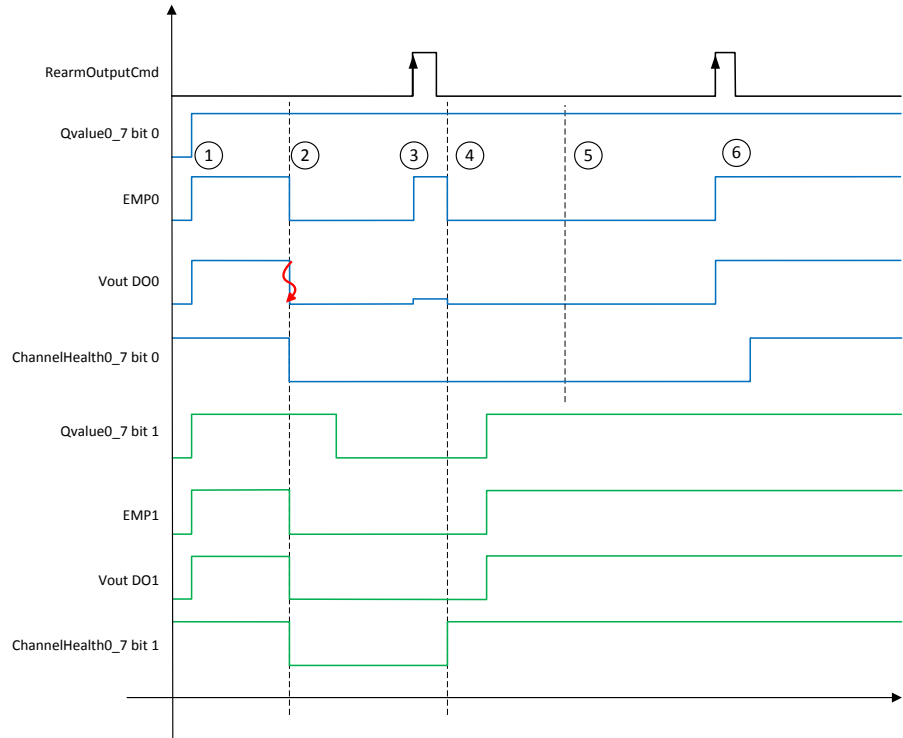 RearmOutputCmd
Qvalue0_7 bit 0
1 2 3 4 5 6
EMP0
Vout DO0
ChannelHealth0_7 bit 0
Qvalue0_7 bit 1
EMP1
Vout DO1
ChannelHealth0_7 bit 1